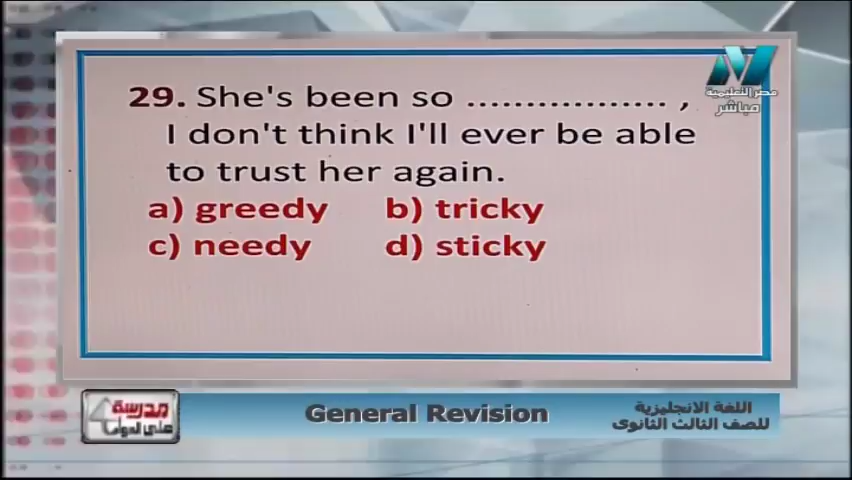 29. She's been so ................. ,
I don't think I'll ever be able
to trust her again.
a) greedy b) tricky
c) needy d) sticky
مصر التعليمية
مباشر
مدرسة
على الهواء
General Revision
اللغة الانجليزية
للصف الثالث الثانوى